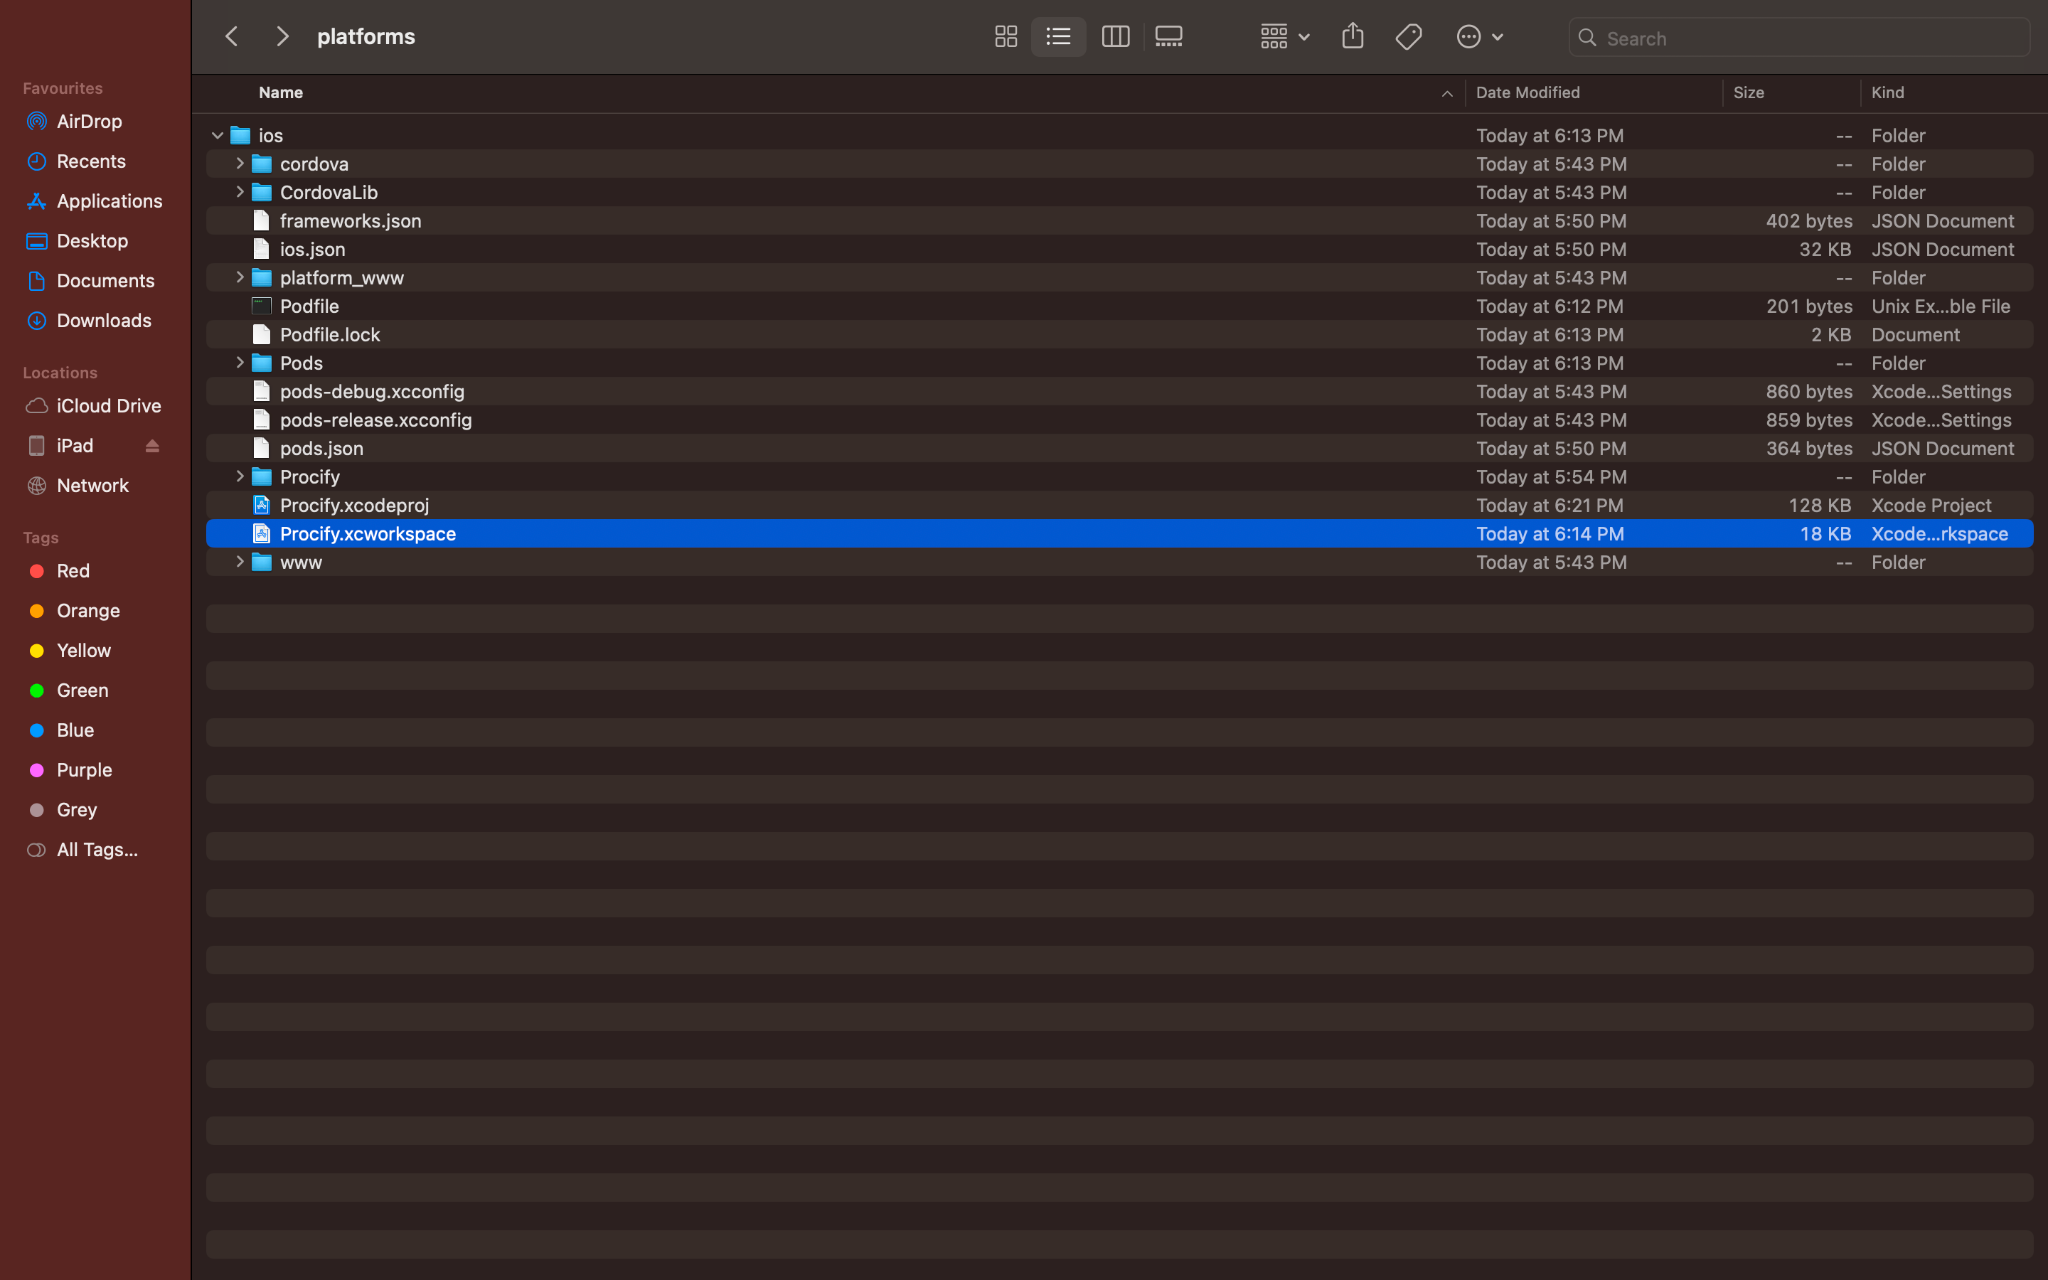 platforms
Search
Favourites
AirDrop
Recents
Applications
Desktop
Documents
Downloads
Locations
iCloud Drive
iPad
Network
Tags
Red
Orange
Yellow
Green
Blue
Purple
Grey
All Tags...
Name Date Modified Size Kind
ios Today at 6:13 PM -- Folder
cordova Today at 5:43 PM -- Folder
CordovaLib Today at 5:43 PM -- Folder
frameworks.json Today at 5:50 PM 402 bytes JSON Document
ios.json Today at 5:50 PM 32 KB JSON Document
platform_www Today at 5:43 PM -- Folder
Podfile Today at 6:12 PM 201 bytes Unix Ex...ble File
Podfile.lock Today at 6:13 PM 2 KB Document
Pods Today at 6:13 PM -- Folder
pods-debug.xcconfig Today at 5:43 PM 860 bytes Xcode...Settings
pods-release.xcconfig Today at 5:43 PM 859 bytes Xcode...Settings
pods.json Today at 5:50 PM 364 bytes JSON Document
Procify Today at 5:54 PM -- Folder
Procify.xcodeproj Today at 6:21 PM 128 KB Xcode Project
Procify.xcworkspace Today at 6:14 PM 18 KB Xcode...rkspace
www Today at 5:43 PM -- Folder